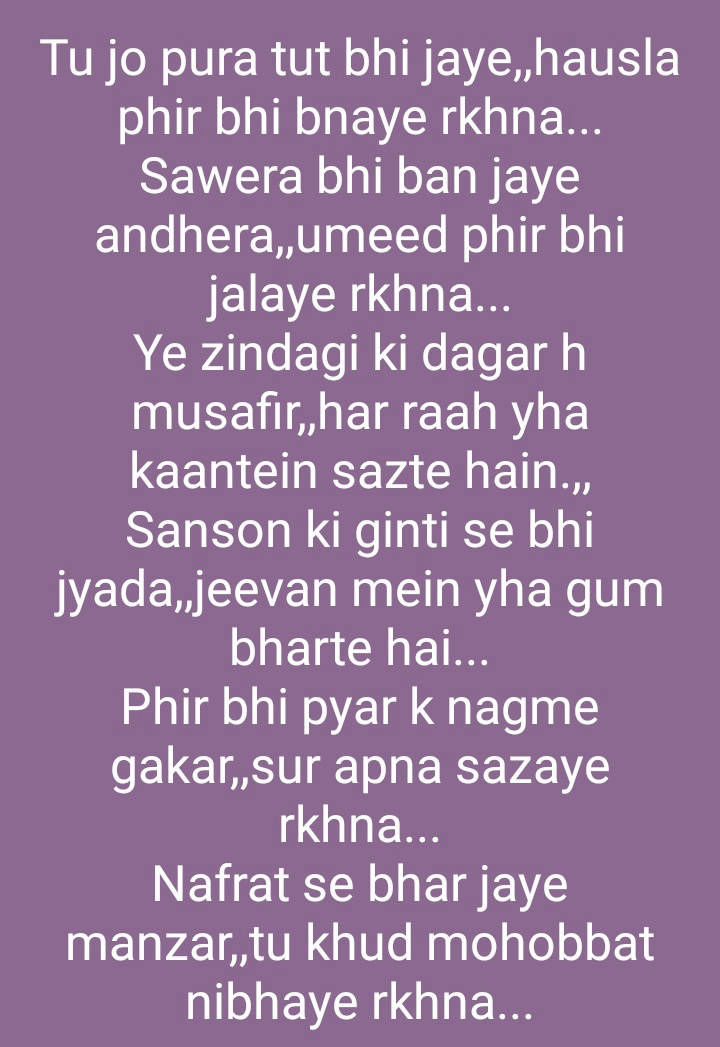 Tu jo pura tut bhi jaye,,hausla
phir bhi bnaye rkhna...
Sawera bhi ban jaye
andhera,,umeed phir bhi
jalaye rkhna...
Ye zindagi ki dagar h
musafir,,har raah yha
kaantein sazte hain.,,
Sanson ki ginti se bhi
jyada,,jeevan mein yha gum
bharte hai...
Phir bhi pyar k nagme
gakar,,sur apna sazaye
rkhna...
Nafrat se bhar jaye
manzar,,tu khud mohobbat
nibhaye rkhna...